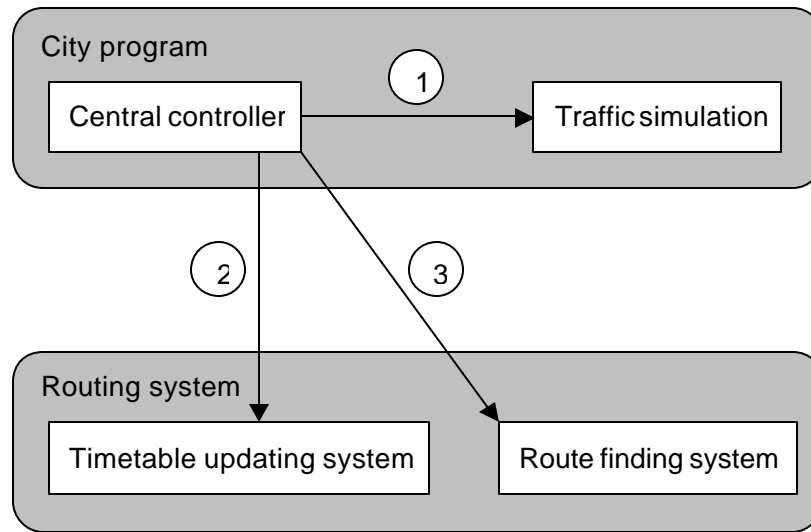 City program
1
Central controller
Traffic simulation
2
3
Routing system
Timetable updating system
Route finding system